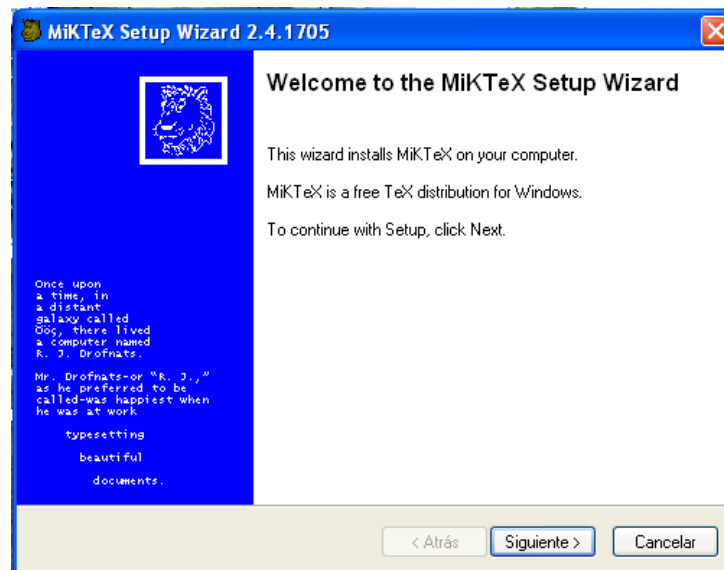 MiKTeX Setup Wizard 2.4.1705
Welcome to the MiKTeX Setup Wizard
This wizard installs MiKTeX on your computer.
MiKTeX is a free TeX distribution for Windows.
To continue with Setup, click Next.
Once upon
a time, in
a distant
galaxy called
Ööç, there lived
a computer named
R. J. Drofnats.
Mr. Drofnats-or "R. J.,"
as he preferred to be
called-was happiest when
he was at work
typesetting
beautiful
documents.
< Atrás
Siguiente >
Cancelar